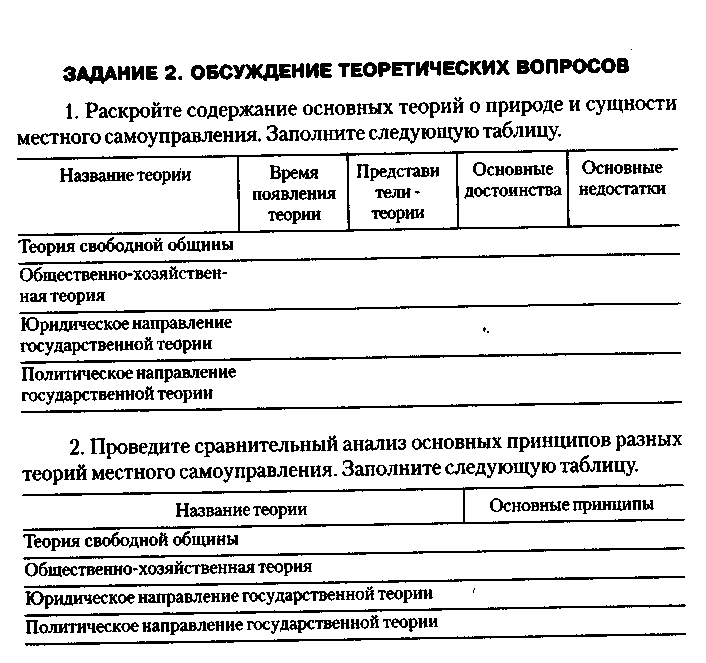 ЗАДАНИЕ 2. ОБСУЖДЕНИЕ ТЕОРЕТИЧЕСКИХ ВОПРОСОВ
1. Раскройте содержание основных теорий о природе и сущности
местного самоуправления. Заполните следующую таблицу.
Название теории
Время
появления
теории
Представи
тели -
теории
Основные
достоинства
Основные
недостатки
Теория свободной общины
Общественно-хозяйствен-
ная теория
Юридическое направление
государственной теории
Политическое направление
государственной теории
2. Проведите сравнительный анализ основных принципов разных
теорий местного самоуправления. Заполните следующую таблицу.
Название теории
Основные принципы
Теория свободной общины
Общественно-хозяйственная теория
Юридическое направление государственной теории
Политическое направление государственной теории